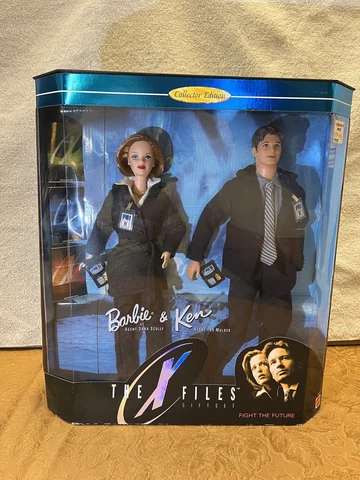 Collector Edition
Barbie & Ken
AGENT DANA SCULLY
AGENT FOX MULDER
THE X FILES
GIFTSET
FIGHT THE FUTURE